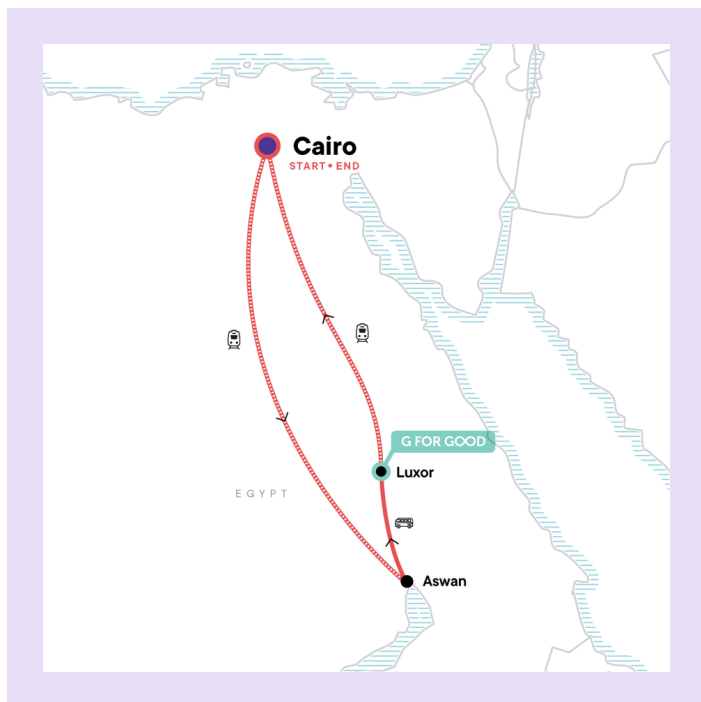 Cairo
START • END
G FOR GOOD
Luxor
EGYPT
Aswan